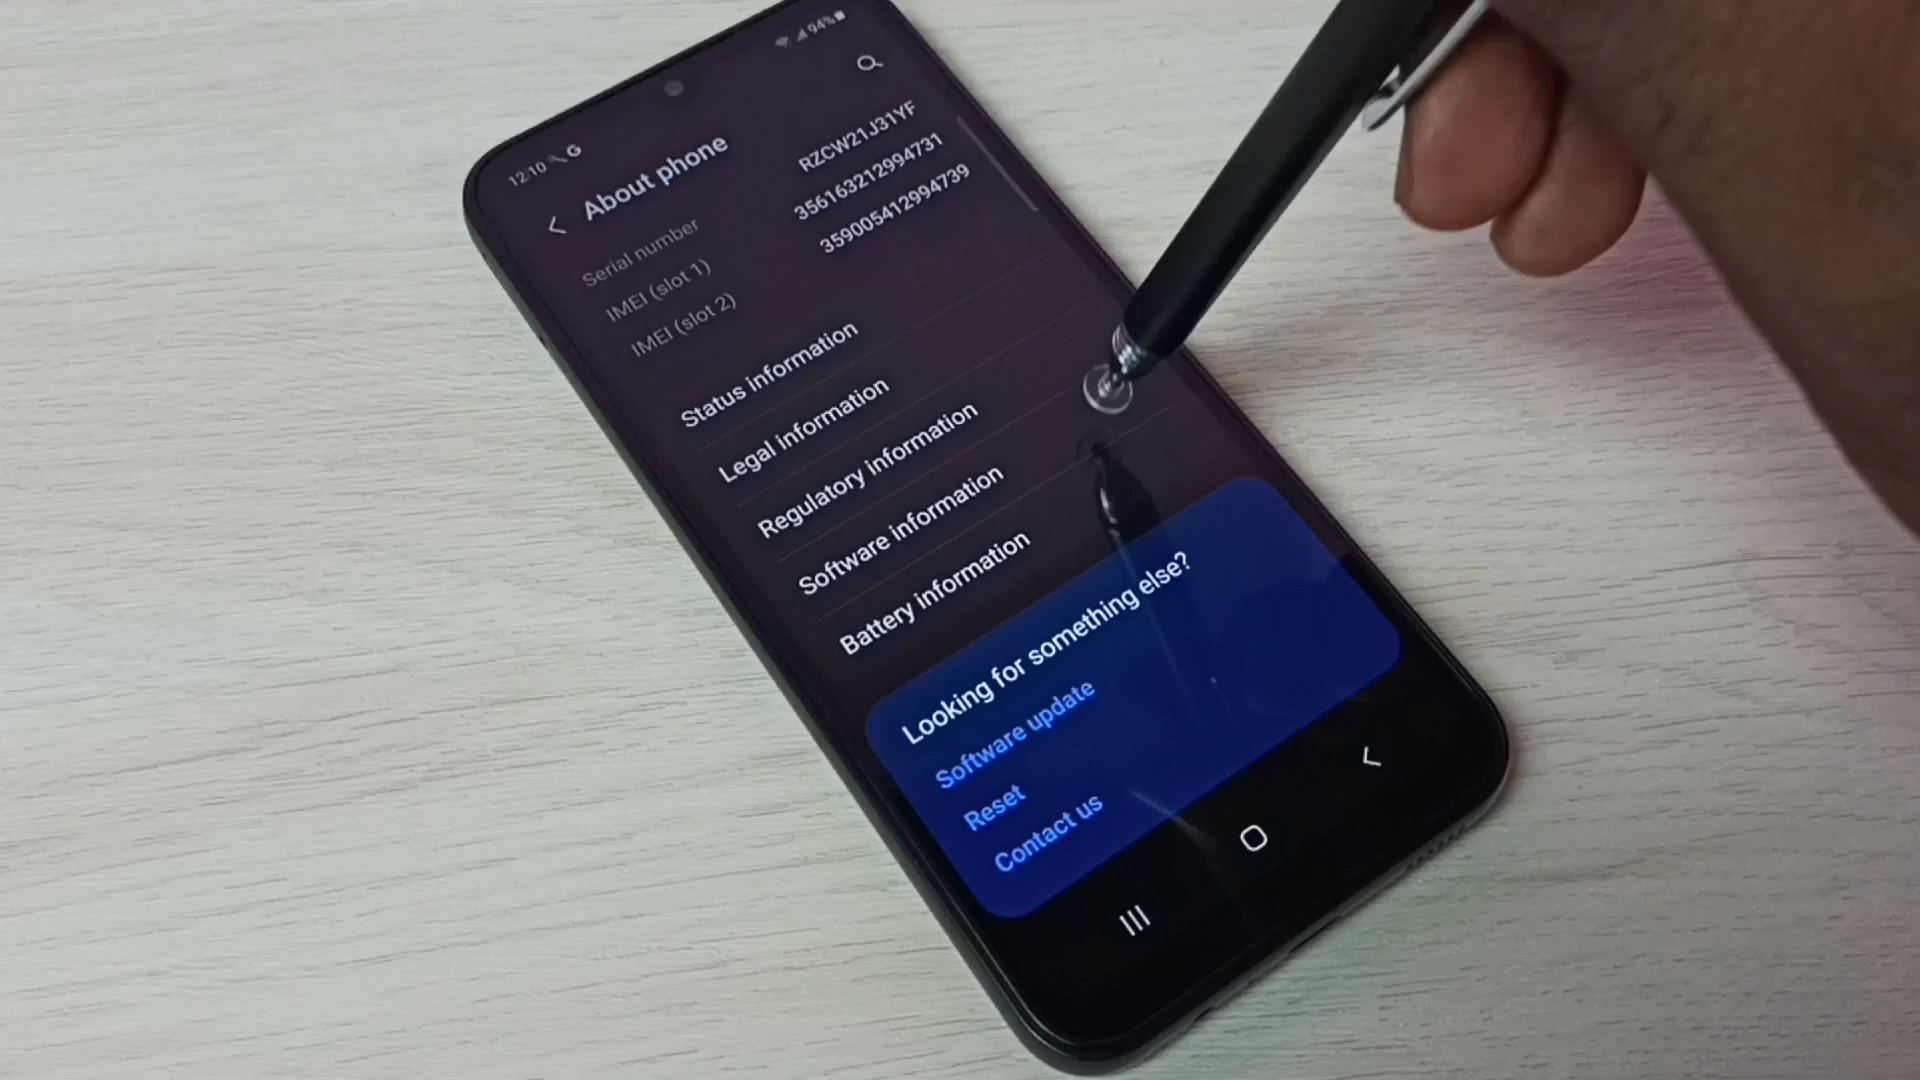 12:10 G 94%
About phone
Serial number RZCW21J31YF
IMEI (slot 1) 356163212994731
IMEI (slot 2) 359005412994739
Status information
Legal information
Regulatory information
Software information
Battery information
Looking for something else?
Software update
Reset
Contact us